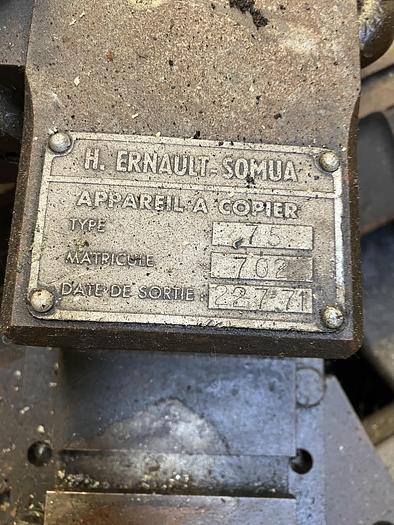 H. ERNAULT-SOMUA
APPAREIL A COPIER
TYPE 75
MATRICULE 702
DATE DE SORTIE 22.7.71